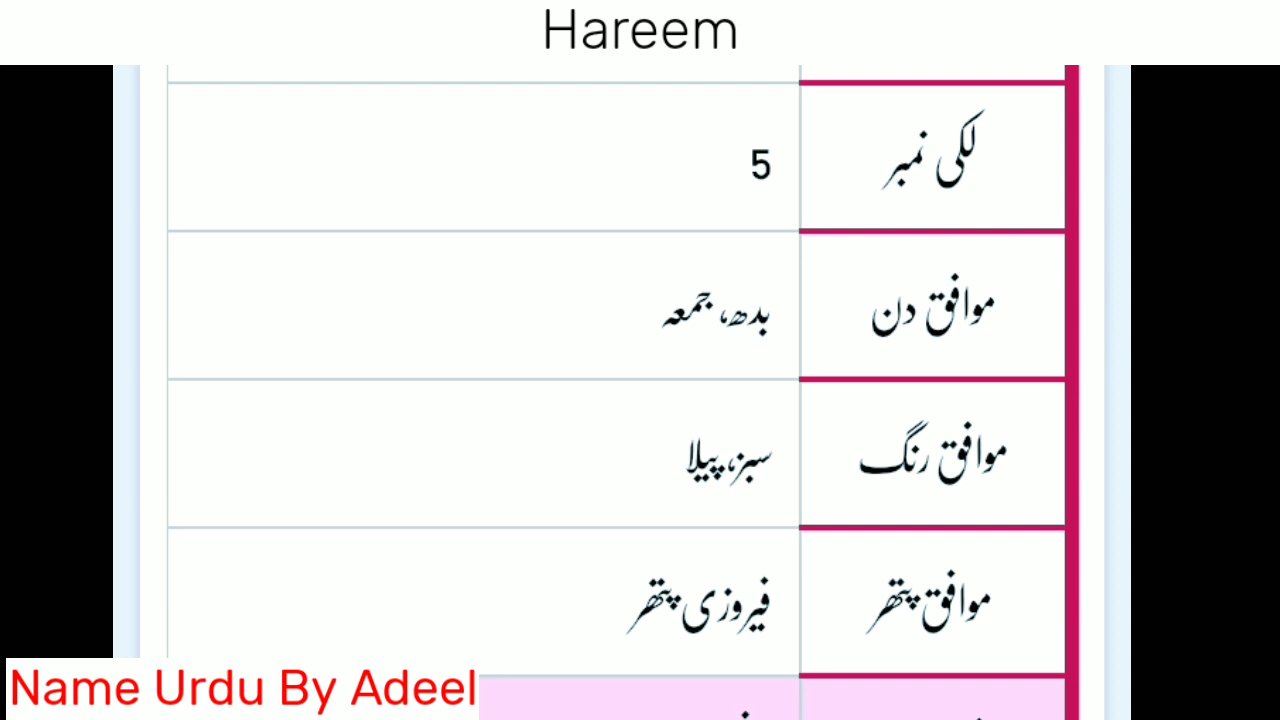 Hareem
لکی نمبر 5
موافق دن بدھ، جمعہ
موافق رنگ سبز، پیلا
موافق پتھر فیروزی پتھر
Name Urdu By Adeel